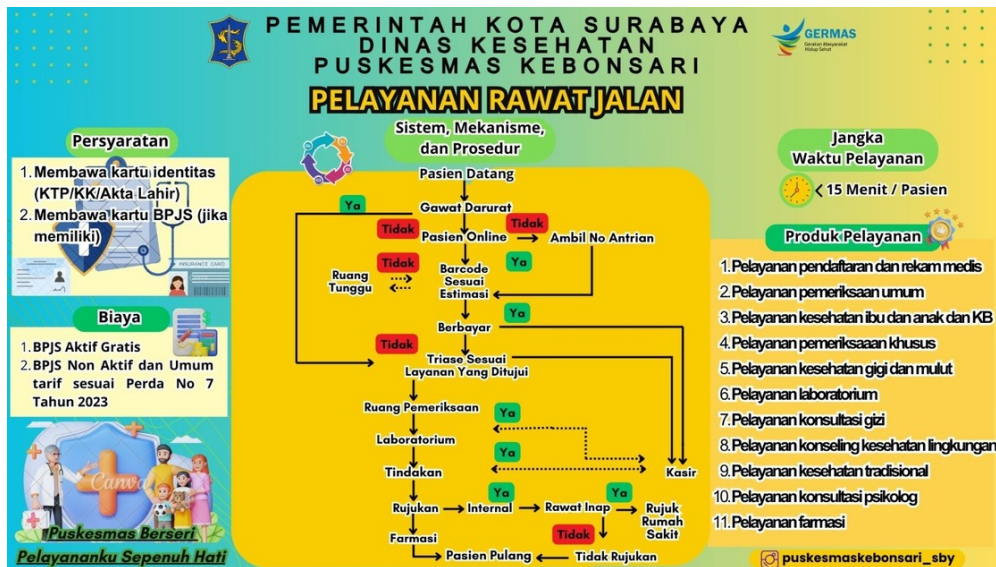 PEMERINTAH KOTA SURABAYA
DINAS KESEHATAN
PUSKESMAS KEBONSARI
GERMAS
Gerakan Masyarakat
Hidup Sehat
PELAYANAN RAWAT JALAN
Persyaratan
1. Membawa kartu identitas
(KTP/KK/Akta Lahir)
2. Membawa kartu BPJS (jika
memiliki)
INSURANCE CARD
Biaya
1. BPJS Aktif Gratis
2. BPJS Non Aktif dan Umum
tarif sesuai Perda No 7
Tahun 2023
Canva
Puskesmas Berseri
Pelayananku Sepenuh Hati
Sistem, Mekanisme,
dan Prosedur
Pasien Datang
Ya
Gawat Darurat
Tidak
Pasien Online
Tidak
Ambil No Antrian
Tidak
Ya
Ruang
Tunggu
Barcode
Sesuai
Estimasi
Ya
Berbayar
Tidak
Triase Sesuai
Layanan Yang Ditujui
Ruang Pemeriksaan
Ya
Laboratorium
Ya
Tindakan
Kasir
Ya
Ya
Rujukan
Internal
Rawat Inap
Rujuk
Rumah
Sakit
Tidak
Farmasi
Pasien Pulang
Tidak Rujukan
Jangka
Waktu Pelayanan
15 Menit / Pasien
Produk Pelayanan
1. Pelayanan pendaftaran dan rekam medis
2. Pelayanan pemeriksaan umum
3. Pelayanan kesehatan ibu dan anak dan KB
4. Pelayanan pemeriksaaan khusus
5. Pelayanan kesehatan gigi dan mulut
6. Pelayanan laboratorium
7. Pelayanan konsultasi gizi
8. Pelayanan konseling kesehatan lingkungan
9. Pelayanan kesehatan tradisional
10. Pelayanan konsultasi psikolog
11. Pelayanan farmasi
puskesmaskebonsari_sby